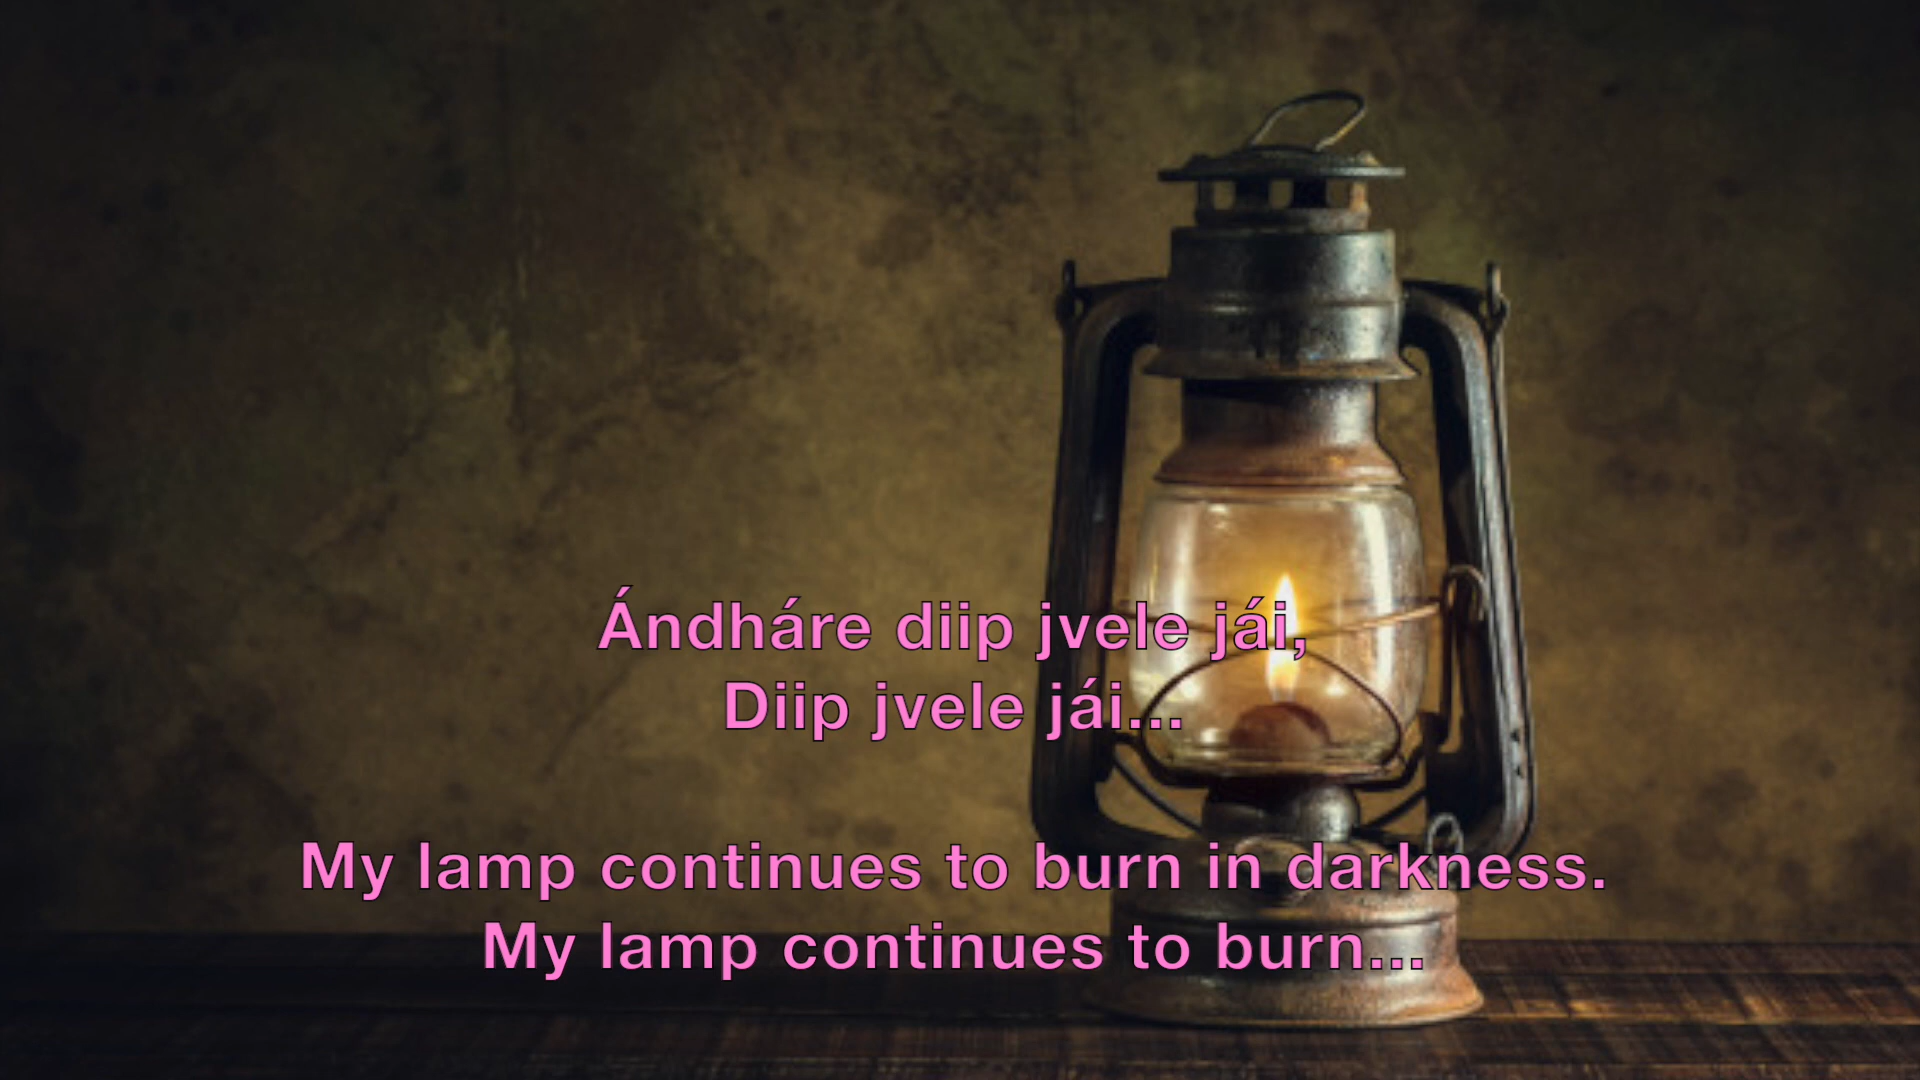 Ándháre diip jvele jái,
Diip jvele jái...
My lamp continues to burn in darkness.
My lamp continues to burn...